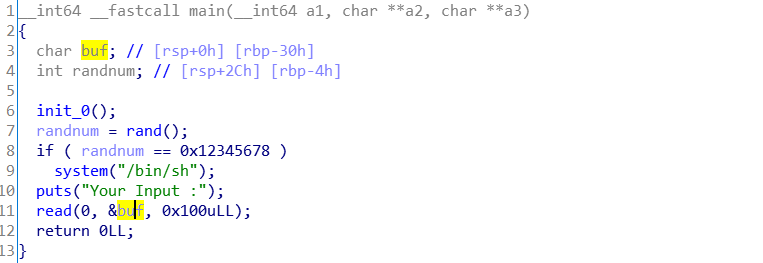 1 __int64 __fastcall main(__int64 a1, char **a2, char **a3)
2 {
3 char buf; // [rsp+0h] [rbp-30h]
4 int randnum; // [rsp+2Ch] [rbp-4h]
5
6 init_0();
7 randnum = rand();
8 if ( randnum == 0x12345678 )
9 system("/bin/sh");
10 puts("Your Input :");
11 read(0, &buf, 0x100uLL);
12 return 0LL;
13 }